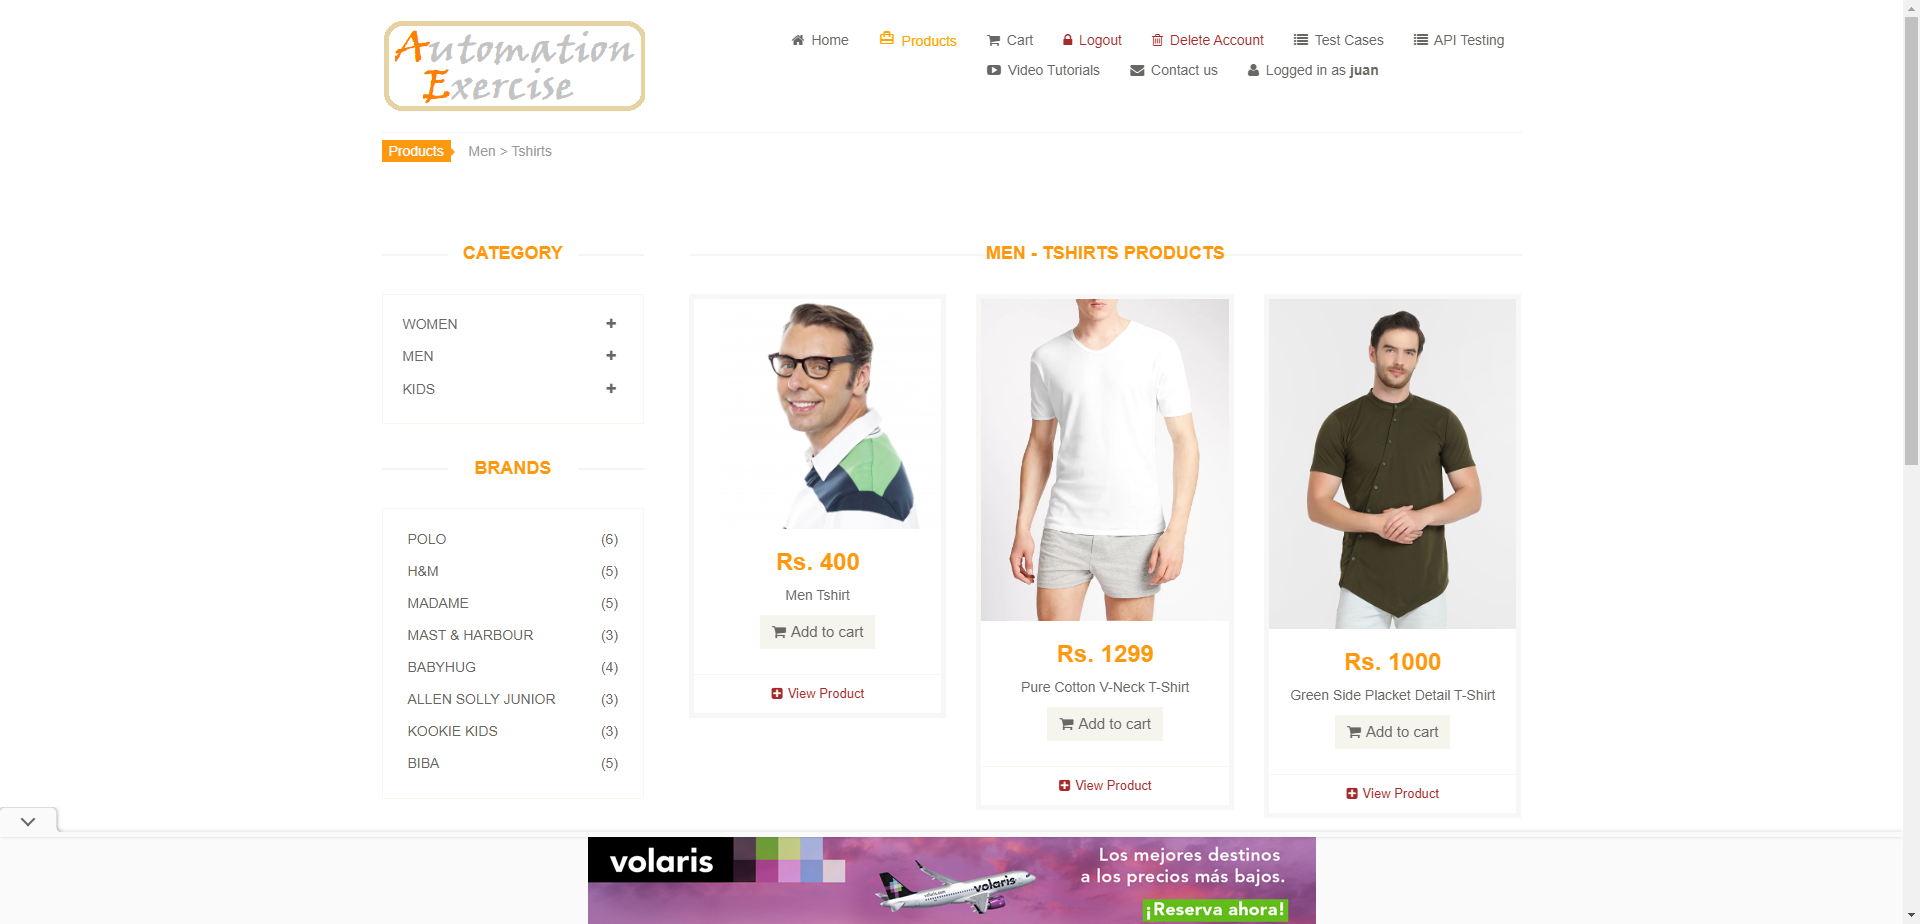 Automation
Exercise
Home
Products
Cart
Logout
Delete Account
Test Cases
API Testing
Video Tutorials
Contact us
Logged in as juan
Products
Men > Tshirts
CATEGORY
WOMEN
MEN
KIDS
BRANDS
POLO (6)
H&M (5)
MADAME (5)
MAST & HARBOUR (3)
BABYHUG (4)
ALLEN SOLLY JUNIOR (3)
KOOKIE KIDS (3)
BIBA (5)
MEN - TSHIRTS PRODUCTS
Rs. 400
Men Tshirt
Add to cart
View Product
Rs. 1299
Pure Cotton V-Neck T-Shirt
Add to cart
View Product
Rs. 1000
Green Side Placket Detail T-Shirt
Add to cart
View Product
volaris
volaris
Los mejores destinos
a los precios más bajos.
¡Reserva ahora!